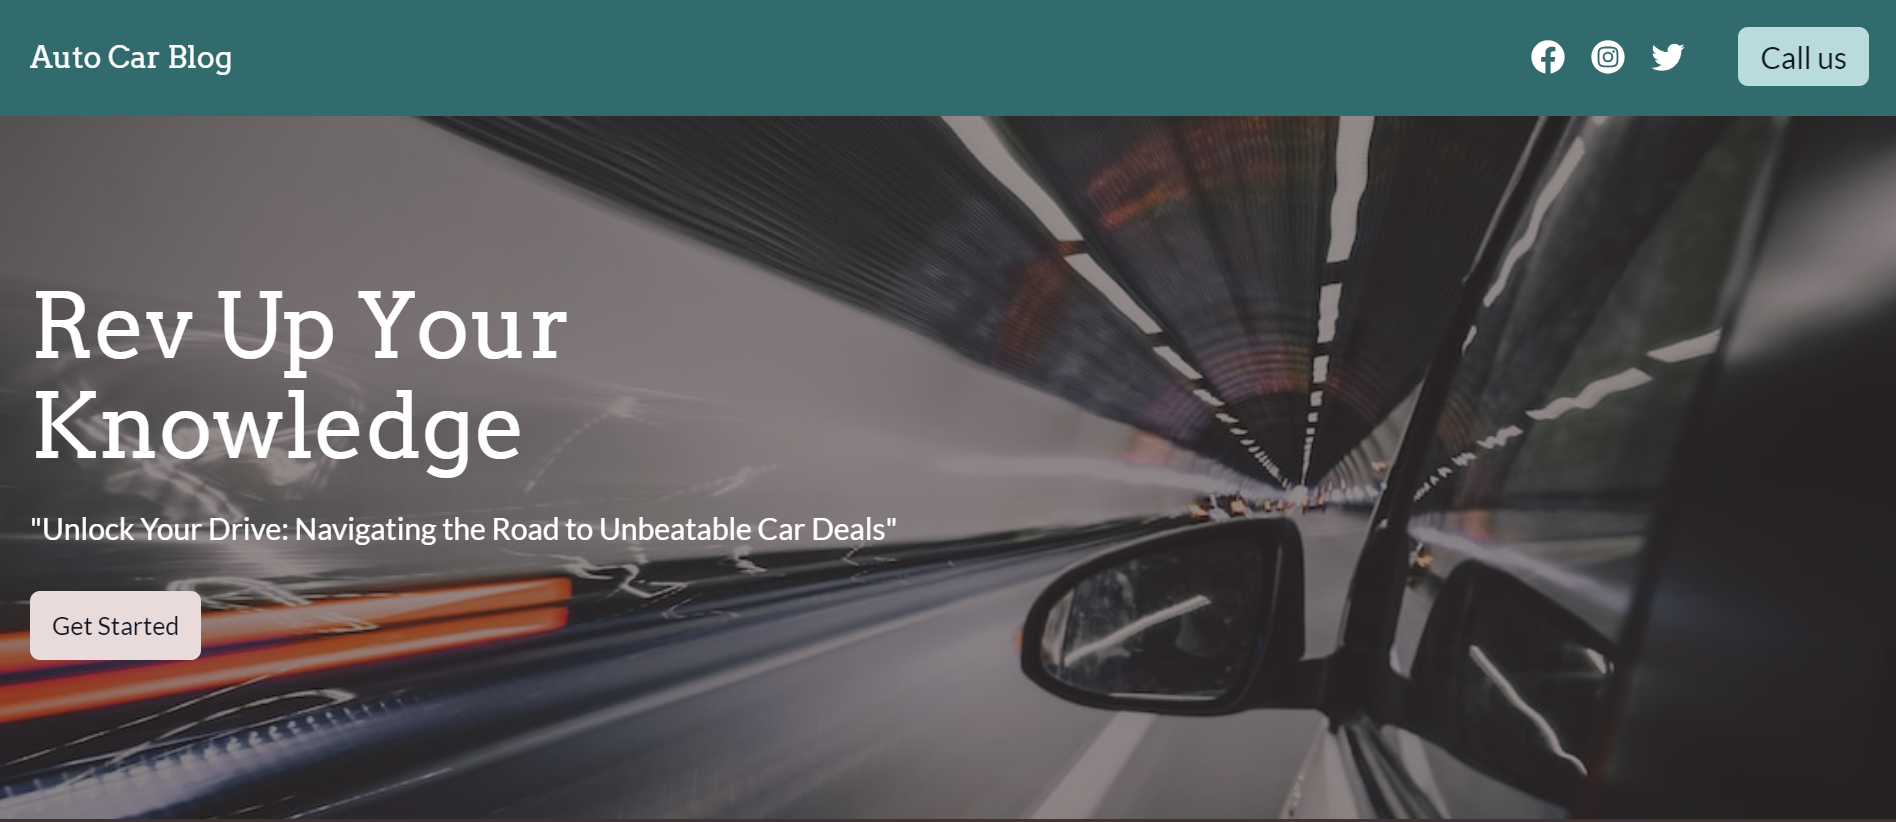 Auto Car Blog
Call us
Rev Up Your
Knowledge
"Unlock Your Drive: Navigating the Road to Unbeatable Car Deals"
Get Started